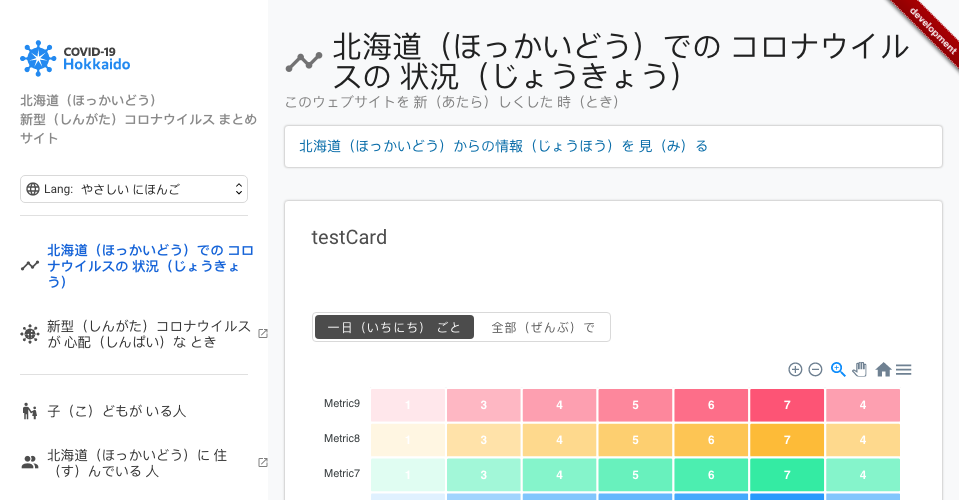 COVID-19
Hokkaido
北海道（ほっかいどう）
新型（しんがた）コロナウイルス まとめ
サイト
Lang: やさしい にほんご
北海道（ほっかいどう）での コロ
ナウイルスの 状況（じょうきょ
う）
新型（しんがた）コロナウイルス
が 心配（しんぱい）な とき
子（こ）どもが いる人
北海道（ほっかいどう）に 住
（す）んでいる 人
development
北海道（ほっかいどう）での コロナウイル
スの 状況（じょうきょう）
このウェブサイトを 新（あたら）しくした 時（とき）
北海道（ほっかいどう）からの情報（じょうほう）を 見（み）る
testCard
一日（いちにち） ごと 全部（ぜんぶ）で
Metric9 1 3 4 5 6 7 4
Metric8 1 3 4 5 6 7 4
Metric7 1 3 4 5 6 7 4